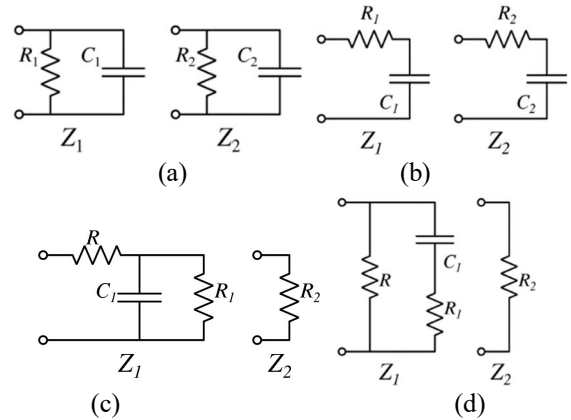 R₁ C₁ R₂ C₂ R₁ R₂
C₁ C₂
Z₁ Z₂ Z₁ Z₂
(a) (b)
R C₁ R₁ R₂ R C₁ R₁ R₂
Z₁ Z₂ Z₁ Z₂
(c) (d)